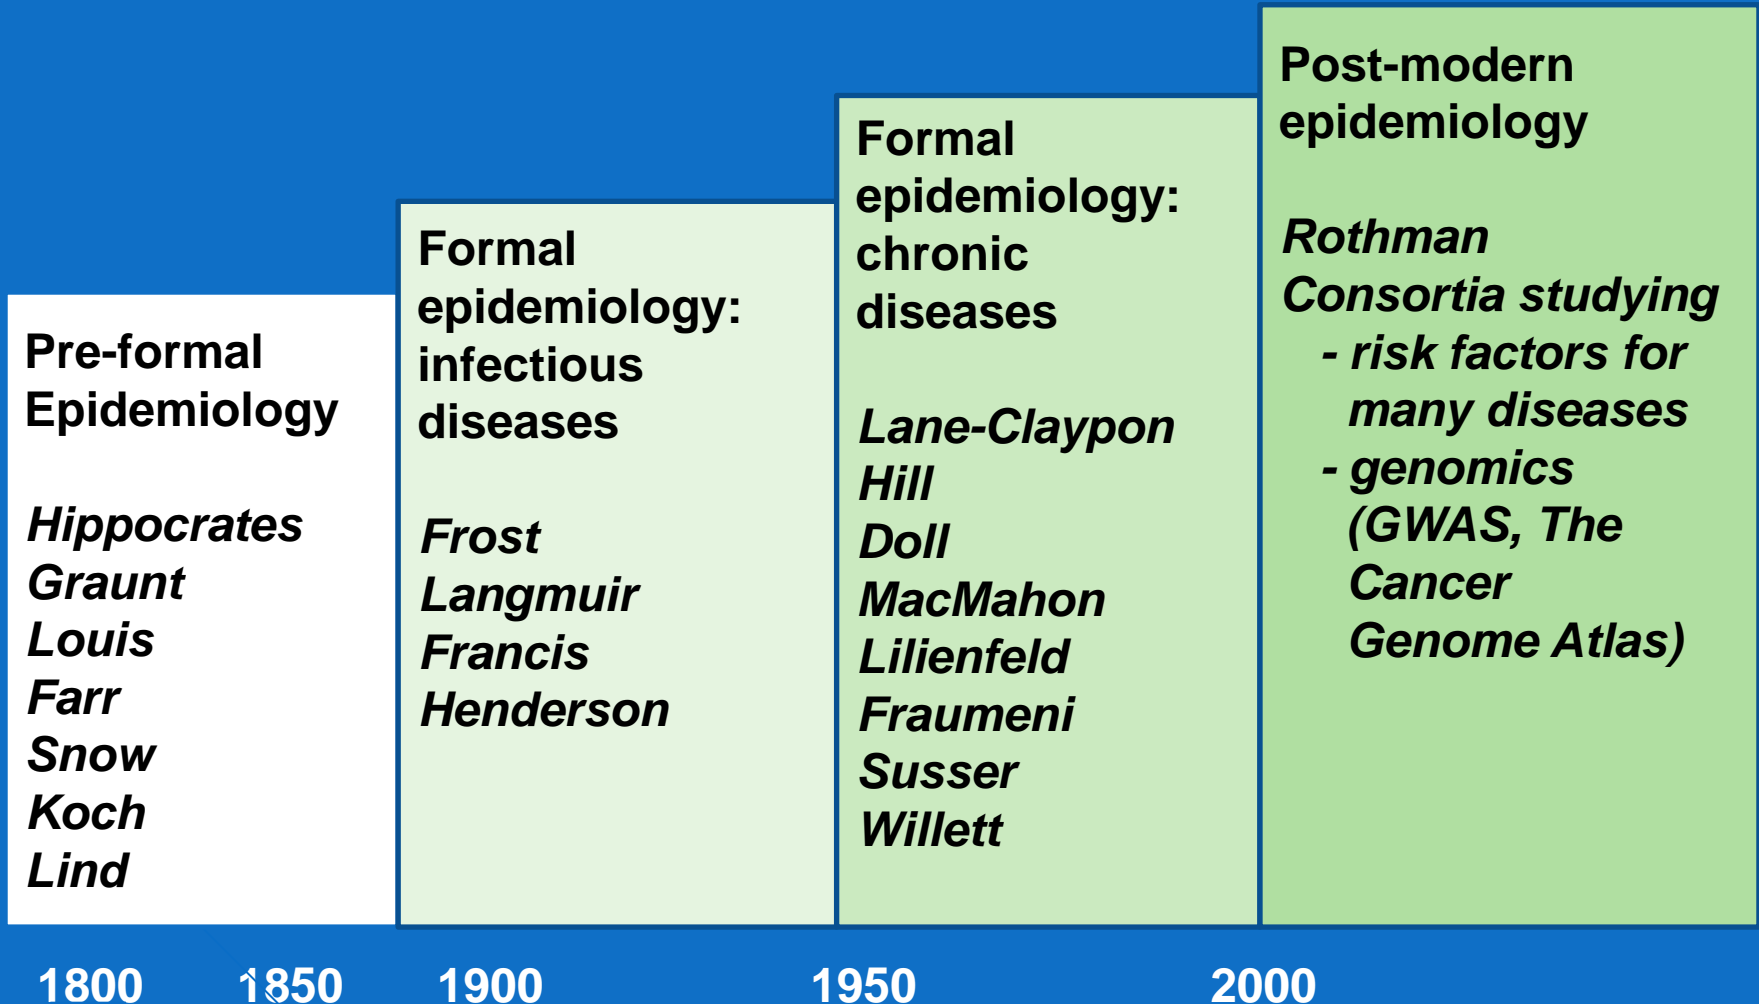 Pre-formal
Epidemiology
Hippocrates
Graunt
Louis
Farr
Snow
Koch
Lind
Formal
epidemiology:
infectious
diseases
Frost
Langmuir
Francis
Henderson
Formal
epidemiology:
chronic
diseases
Lane-Claypon
Hill
Doll
MacMahon
Lilienfeld
Fraumeni
Susser
Willett
Post-modern
epidemiology
Rothman
Consortia studying
- risk factors for
many diseases
- genomics
(GWAS, The
Cancer
Genome Atlas)
1800 1850 1900 1950 2000